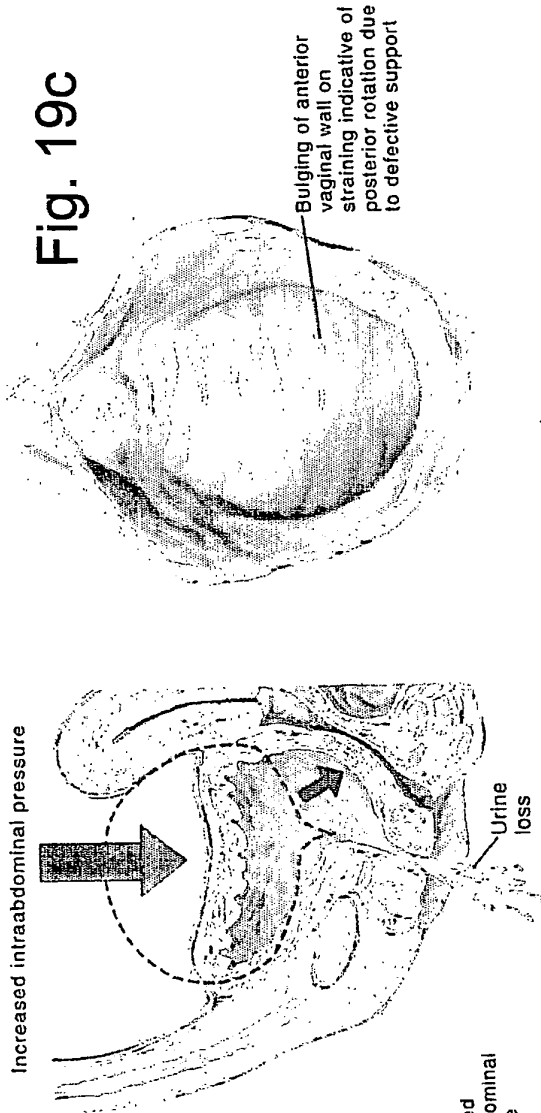 Fig. 19c
Increased intraabdominal pressure
Urine
loss
Bulging of anterior
vaginal wall on
straining indicative of
posterior rotation due
to defective support